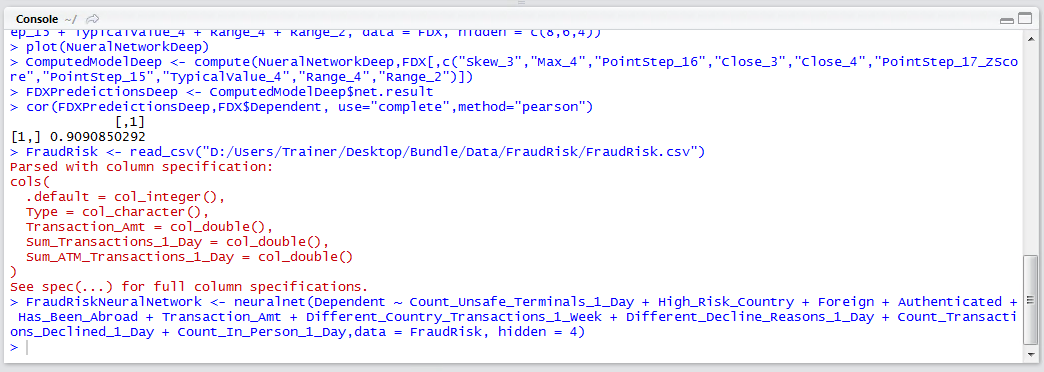 Console ~/
ep_15 + TypicalValue_4 + Range_4 + Range_2, data = FDX, hidden = c(8,6,4))
> plot(NueralNetworkDeep)
> ComputedModelDeep <- compute(NueralNetworkDeep,FDX[,c("Skew_3","Max_4","PointStep_16","Close_3","Close_4","PointStep_17_ZSco
re","PointStep_15","TypicalValue_4","Range_4","Range_2")])
> FDXPredeictionsDeep <- ComputedModelDeep$net.result
> cor(FDXPredeictionsDeep,FDX$Dependent, use="complete",method="pearson")
[,1]
[1,] 0.9090850292
> FraudRisk <- read_csv("D:/Users/Trainer/Desktop/Bundle/Data/FraudRisk/FraudRisk.csv")
Parsed with column specification:
cols(
.default = col_integer(),
Type = col_character(),
Transaction_Amt = col_double(),
Sum_Transactions_1_Day = col_double(),
Sum_ATM_Transactions_1_Day = col_double()
)
See spec(...) for full column specifications.
> FraudRiskNeuralNetwork <- neuralnet(Dependent ~ Count_Unsafe_Terminals_1_Day + High_Risk_Country + Foreign + Authenticated +
Has_Been_Abroad + Transaction_Amt + Different_Country_Transactions_1_Week + Different_Decline_Reasons_1_Day + Count_Transacti
ons_Declined_1_Day + Count_In_Person_1_Day,data = FraudRisk, hidden = 4)
>